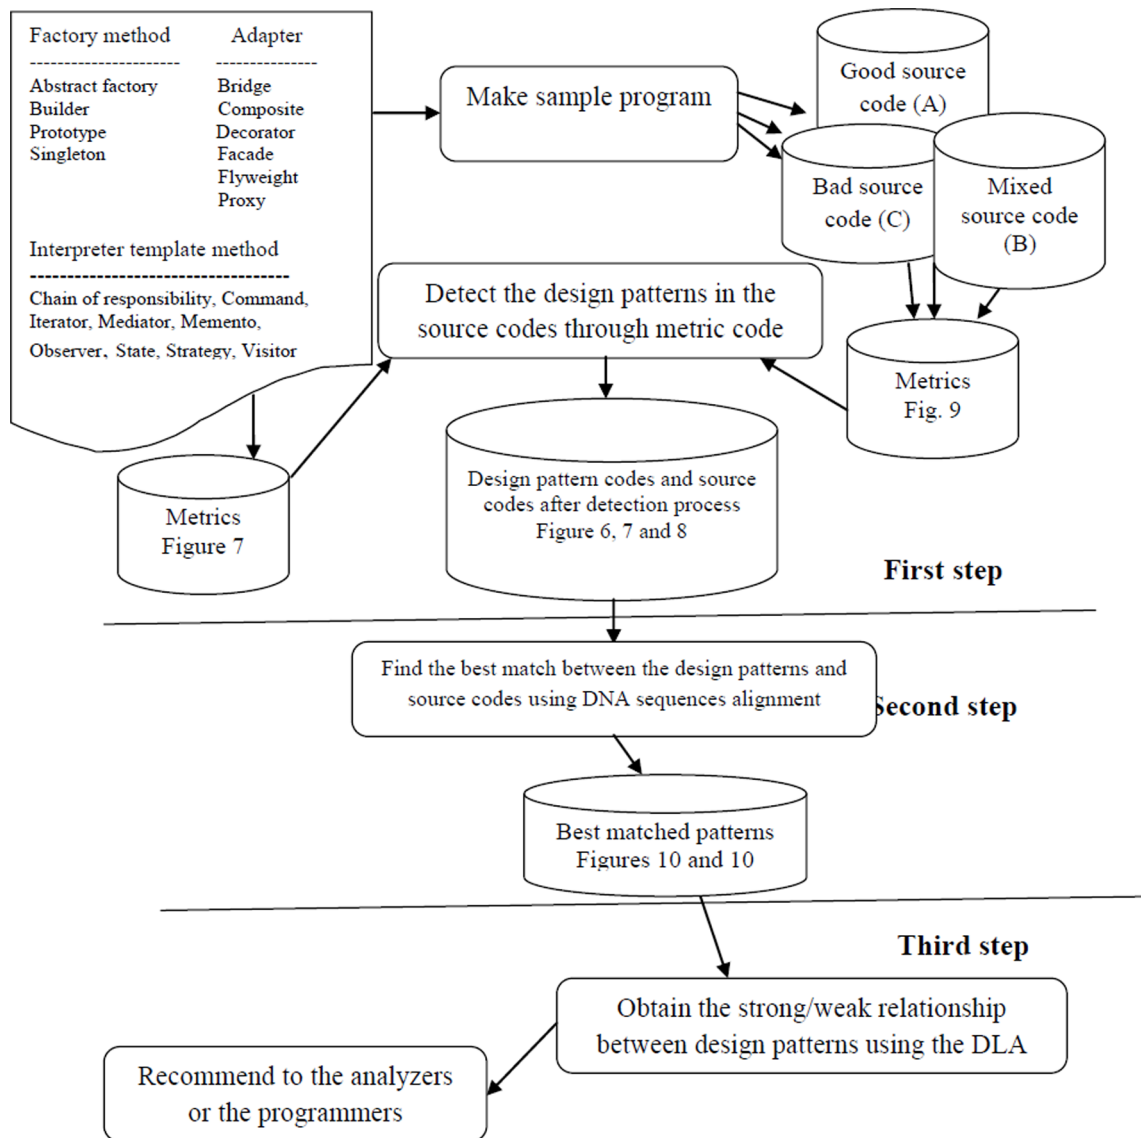 Factory method
Adapter
-----------------------
---------------
Abstract factory
Builder
Prototype
Singleton
Bridge
Composite
Decorator
Facade
Flyweight
Proxy
Interpreter template method
-----------------------------------
Chain of responsibility, Command,
Iterator, Mediator, Memento,
Observer, State, Strategy, Visitor
Make sample program
Good source
code (A)
Bad source
code (C)
Mixed
source code
(B)
Detect the design patterns in the
source codes through metric code
Metrics
Fig. 9
Metrics
Figure 7
Design pattern codes and source
codes after detection process
Figure 6, 7 and 8
First step
Find the best match between the design patterns and
source codes using DNA sequences alignment
Second step
Best matched patterns
Figures 10 and 10
Third step
Obtain the strong/weak relationship
between design patterns using the DLA
Recommend to the analyzers
or the programmers